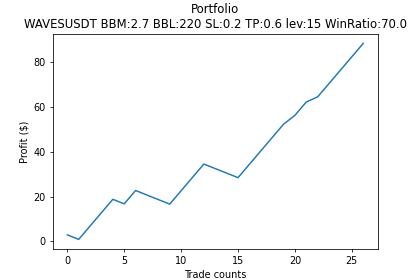 Portfolio
WAVESUSDT BBM:2.7 BBL:220 SL:0.2 TP:0.6 lev:15 WinRatio:70.0
80
60
40
20
0
Profit ($)
0 5 10 15 20 25
Trade counts